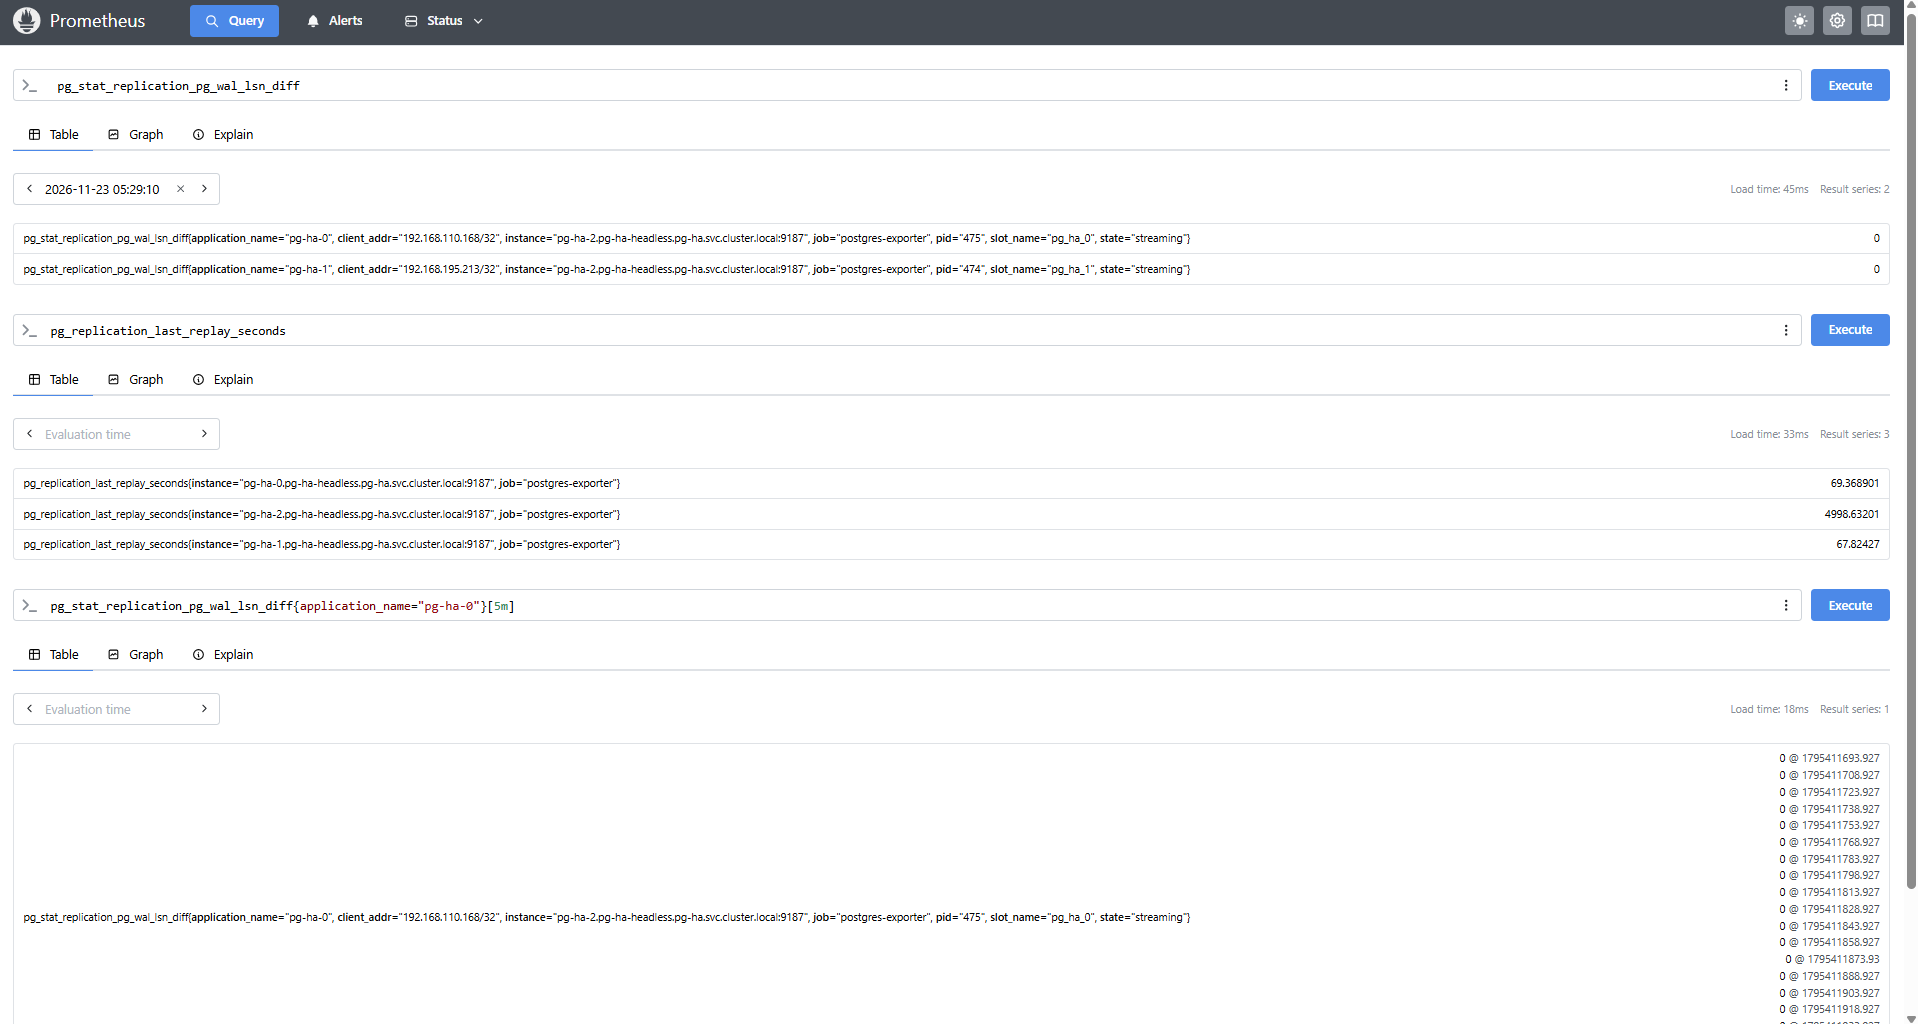 Prometheus Query Alerts Status
pg_stat_replication_pg_wal_lsn_diff Execute
Table Graph Explain
2026-11-23 05:29:10 Load time: 45ms Result series: 2
pg_stat_replication_pg_wal_lsn_diff{application_name="pg-ha-0", client_addr="192.168.110.168/32", instance="pg-ha-2.pg-ha-headless.pg-ha.svc.cluster.local:9187", job="postgres-exporter", pid="475", slot_name="pg_ha_0", state="streaming"} 0
pg_stat_replication_pg_wal_lsn_diff{application_name="pg-ha-1", client_addr="192.168.195.213/32", instance="pg-ha-2.pg-ha-headless.pg-ha.svc.cluster.local:9187", job="postgres-exporter", pid="474", slot_name="pg_ha_1", state="streaming"} 0
pg_replication_last_replay_seconds Execute
Table Graph Explain
Evaluation time Load time: 33ms Result series: 3
pg_replication_last_replay_seconds{instance="pg-ha-0.pg-ha-headless.pg-ha.svc.cluster.local:9187", job="postgres-exporter"} 69.368901
pg_replication_last_replay_seconds{instance="pg-ha-2.pg-ha-headless.pg-ha.svc.cluster.local:9187", job="postgres-exporter"} 4998.63201
pg_replication_last_replay_seconds{instance="pg-ha-1.pg-ha-headless.pg-ha.svc.cluster.local:9187", job="postgres-exporter"} 67.82427
pg_stat_replication_pg_wal_lsn_diff{application_name="pg-ha-0"}[5m] Execute
Table Graph Explain
Evaluation time Load time: 18ms Result series: 1
0 @ 1795411693.927
0 @ 1795411708.927
0 @ 1795411723.927
0 @ 1795411738.927
0 @ 1795411753.927
0 @ 1795411768.927
0 @ 1795411783.927
0 @ 1795411798.927
0 @ 1795411813.927
0 @ 1795411828.927
pg_stat_replication_pg_wal_lsn_diff{application_name="pg-ha-0", client_addr="192.168.110.168/32", instance="pg-ha-2.pg-ha-headless.pg-ha.svc.cluster.local:9187", job="postgres-exporter", pid="475", slot_name="pg_ha_0", state="streaming"}
0 @ 1795411843.927
0 @ 1795411858.927
0 @ 1795411873.93
0 @ 1795411888.927
0 @ 1795411903.927
0 @ 1795411918.927